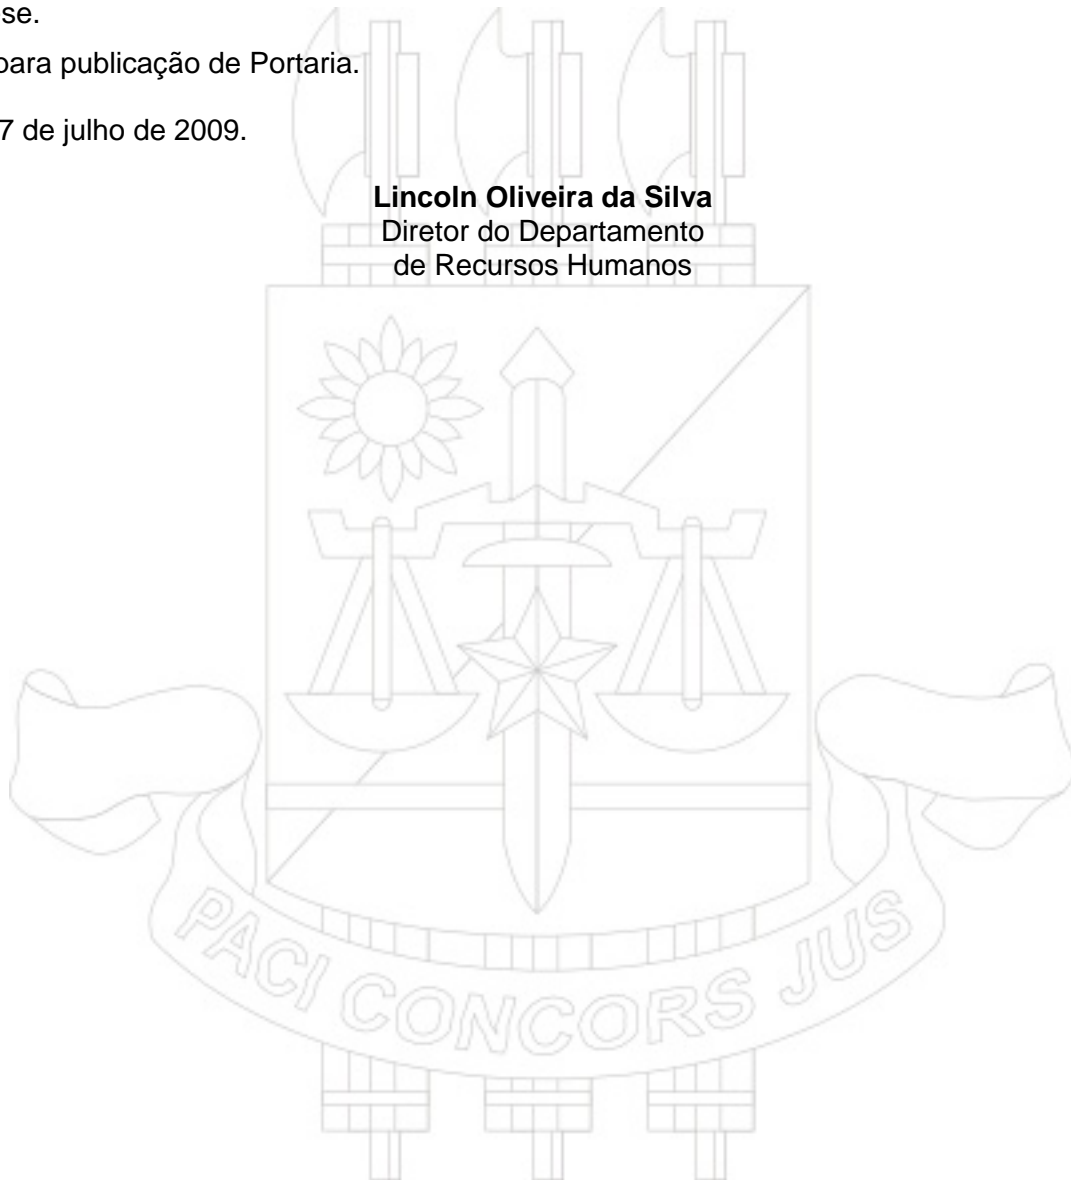 se.
para publicação de Portaria.
7 de julho de 2009.
Lincoln Oliveira da Silva
Diretor do Departamento
de Recursos Humanos
PACI CONCORS JUS